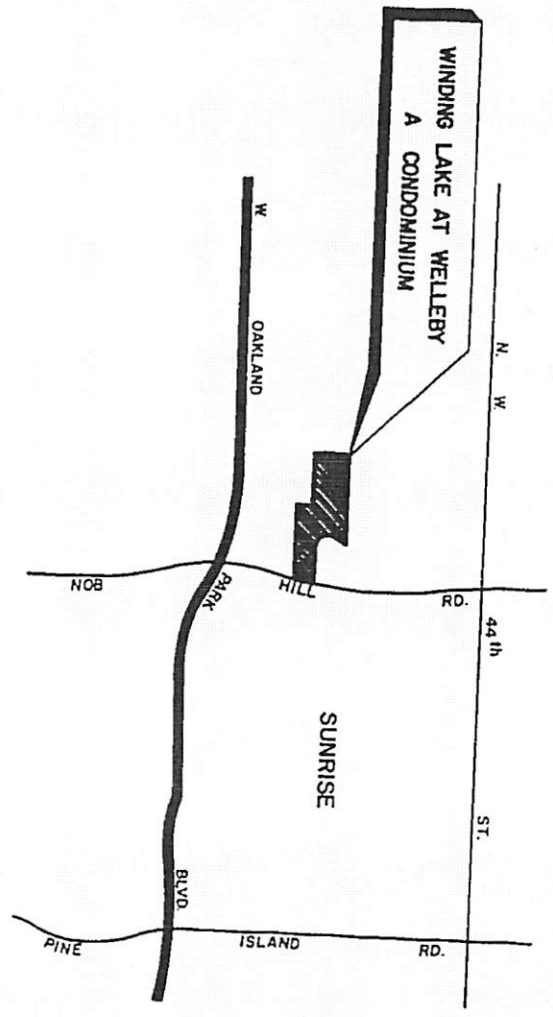 WINDING LAKE AT WELLEBY
A CONDOMINIUM
N. W. 44th ST.
W. OAKLAND PARK BLVD.
NOB HILL RD.
SUNRISE
PINE ISLAND RD.